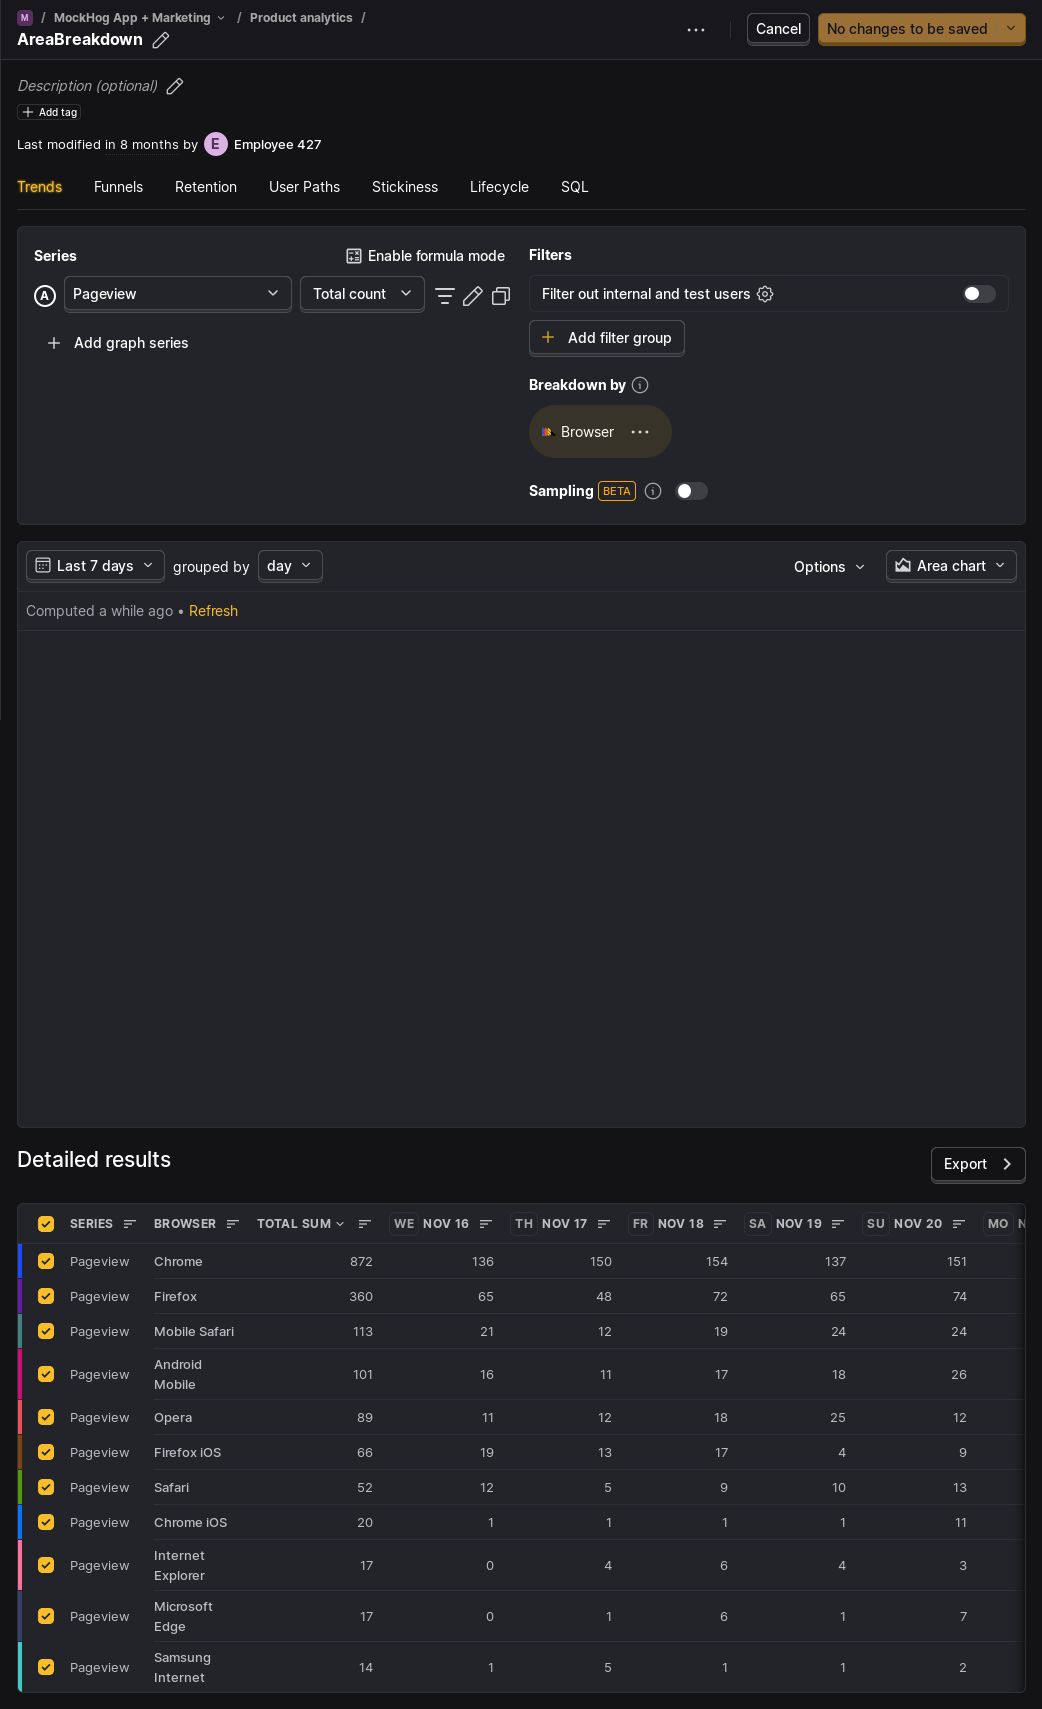 M / MockHog App + Marketing / Product analytics /
AreaBreakdown
Cancel
No changes to be saved
Description (optional)
Add tag
Last modified in 8 months by E Employee 427
Trends Funnels Retention User Paths Stickiness Lifecycle SQL
Series
Enable formula mode
A Pageview Total count
Add graph series
Filters
Filter out internal and test users
Add filter group
Breakdown by
Browser
Sampling BETA
Last 7 days grouped by day Options Area chart
Computed a while ago • Refresh
Detailed results
Export
SERIES BROWSER TOTAL SUM WE NOV 16 TH NOV 17 FR NOV 18 SA NOV 19 SU NOV 20 MO N
Pageview Chrome 872 136 150 154 137 151
Pageview Firefox 360 65 48 72 65 74
Pageview Mobile Safari 113 21 12 19 24 24
Pageview Android Mobile 101 16 11 17 18 26
Pageview Opera 89 11 12 18 25 12
Pageview Firefox iOS 66 19 13 17 4 9
Pageview Safari 52 12 5 9 10 13
Pageview Chrome iOS 20 1 1 1 1 11
Pageview Internet Explorer 17 0 4 6 4 3
Pageview Microsoft Edge 17 0 1 6 1 7
Pageview Samsung Internet 14 1 5 1 1 2